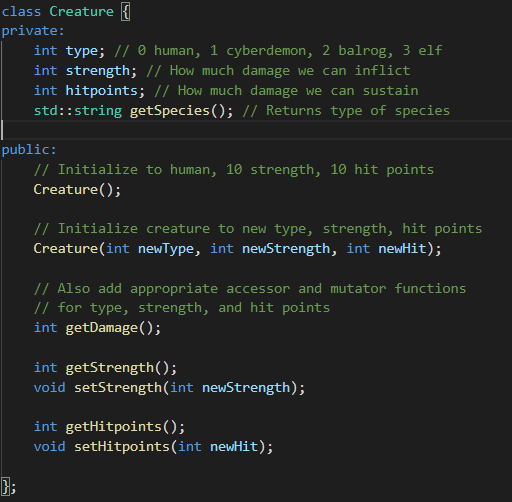 class Creature {
private:
    int type; // 0 human, 1 cyberdemon, 2 balrog, 3 elf
    int strength; // How much damage we can inflict
    int hitpoints; // How much damage we can sustain
    std::string getSpecies(); // Returns type of species

public:
    // Initialize to human, 10 strength, 10 hit points
    Creature();

    // Initialize creature to new type, strength, hit points
    Creature(int newType, int newStrength, int newHit);

    // Also add appropriate accessor and mutator functions
    // for type, strength, and hit points
    int getDamage();

    int getStrength();
    void setStrength(int newStrength);

    int getHitpoints();
    void setHitpoints(int newHit);

};